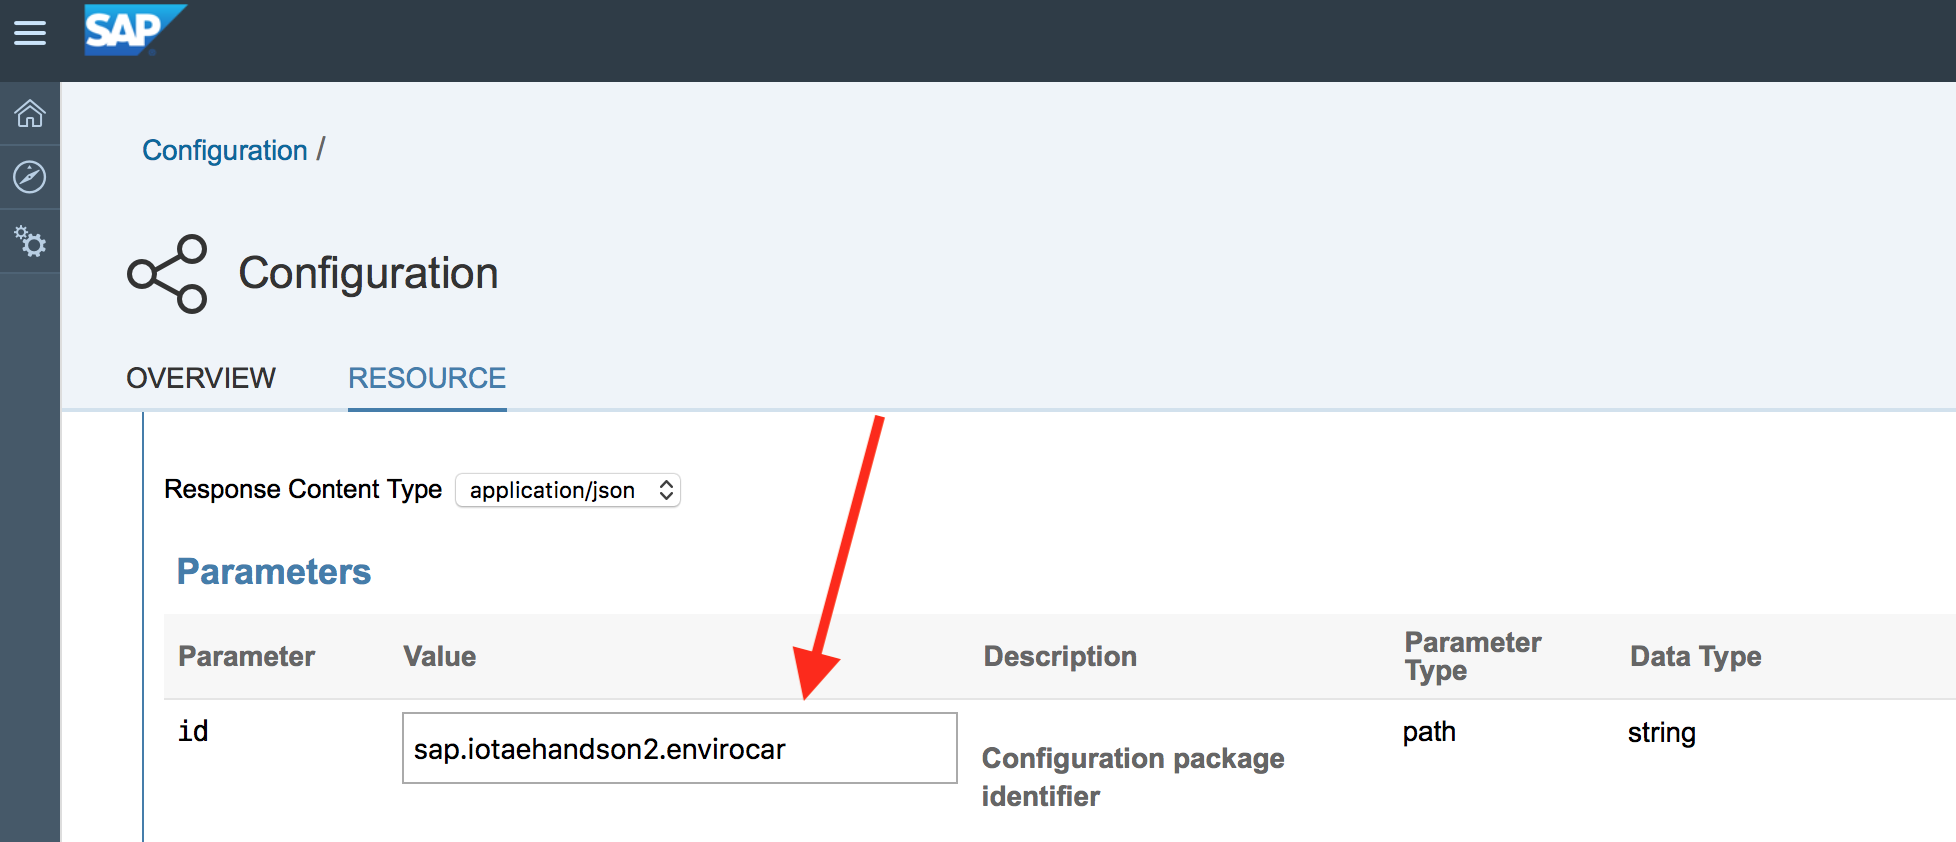 SAP
Configuration /
Configuration
OVERVIEW RESOURCE
Response Content Type application/json
Parameters
Parameter Value Description Parameter Type Data Type
id sap.iotaehandson2.envirocar Configuration package identifier path string